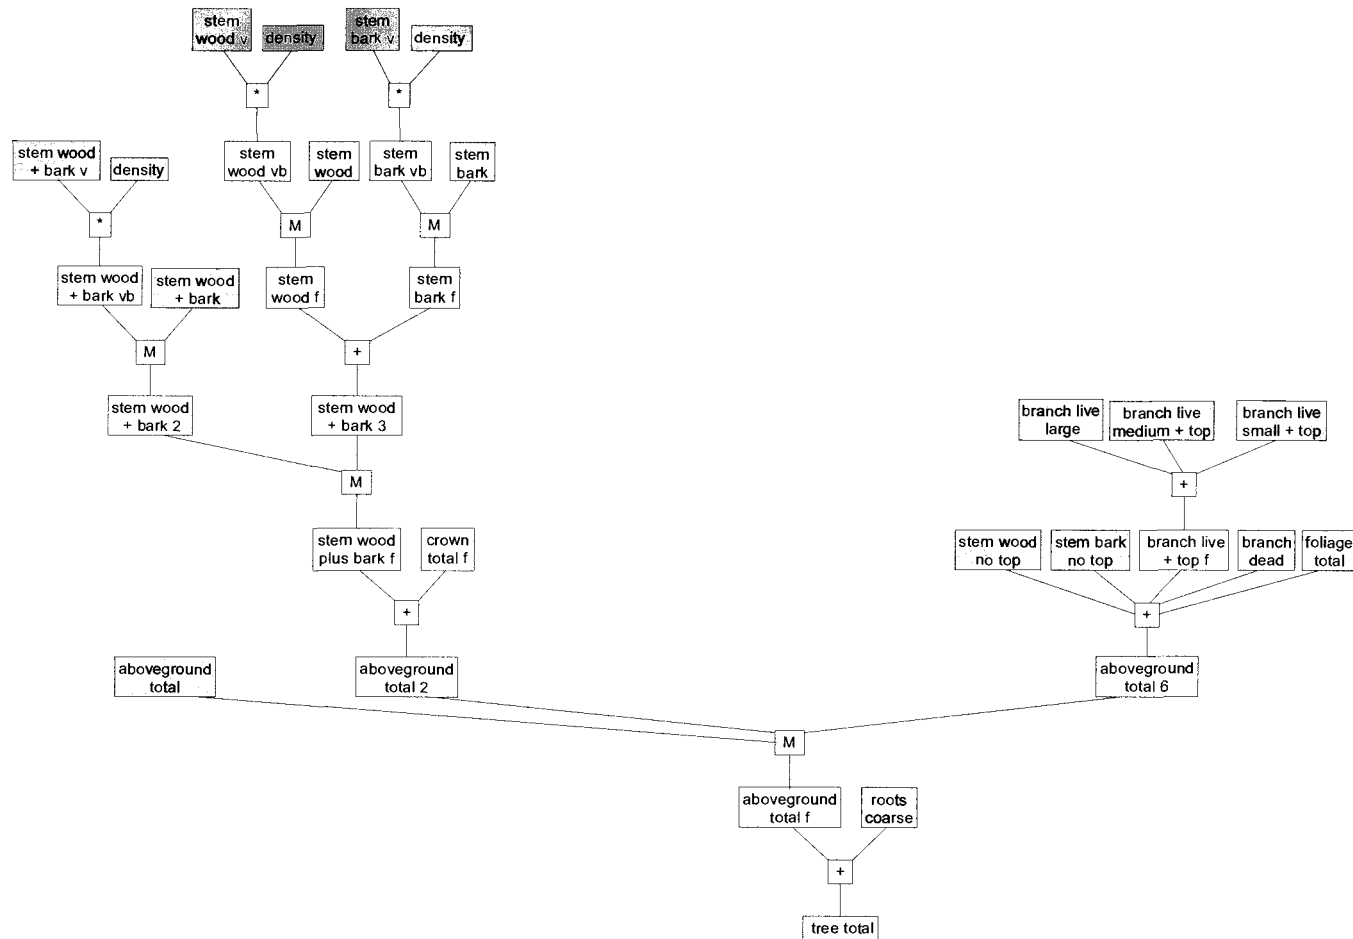 stem
wood v
density
stem
bark v
density
*
*
stem wood
+ bark v
density
stem
wood vb
stem
wood
stem
bark vb
stem
bark
*
M
M
stem wood
+ bark vb
stem wood
+ bark
stem
wood f
stem
bark f
M
+
stem wood
+ bark 2
stem wood
+ bark 3
branch live
large
branch live
medium + top
branch live
small + top
M
+
stem wood
plus bark f
crown
total f
stem wood
no top
stem bark
no top
branch live
+ top f
branch
dead
foliage
total
+
+
aboveground
total
aboveground
total 2
aboveground
total 6
M
aboveground
total f
roots
coarse
+
tree total